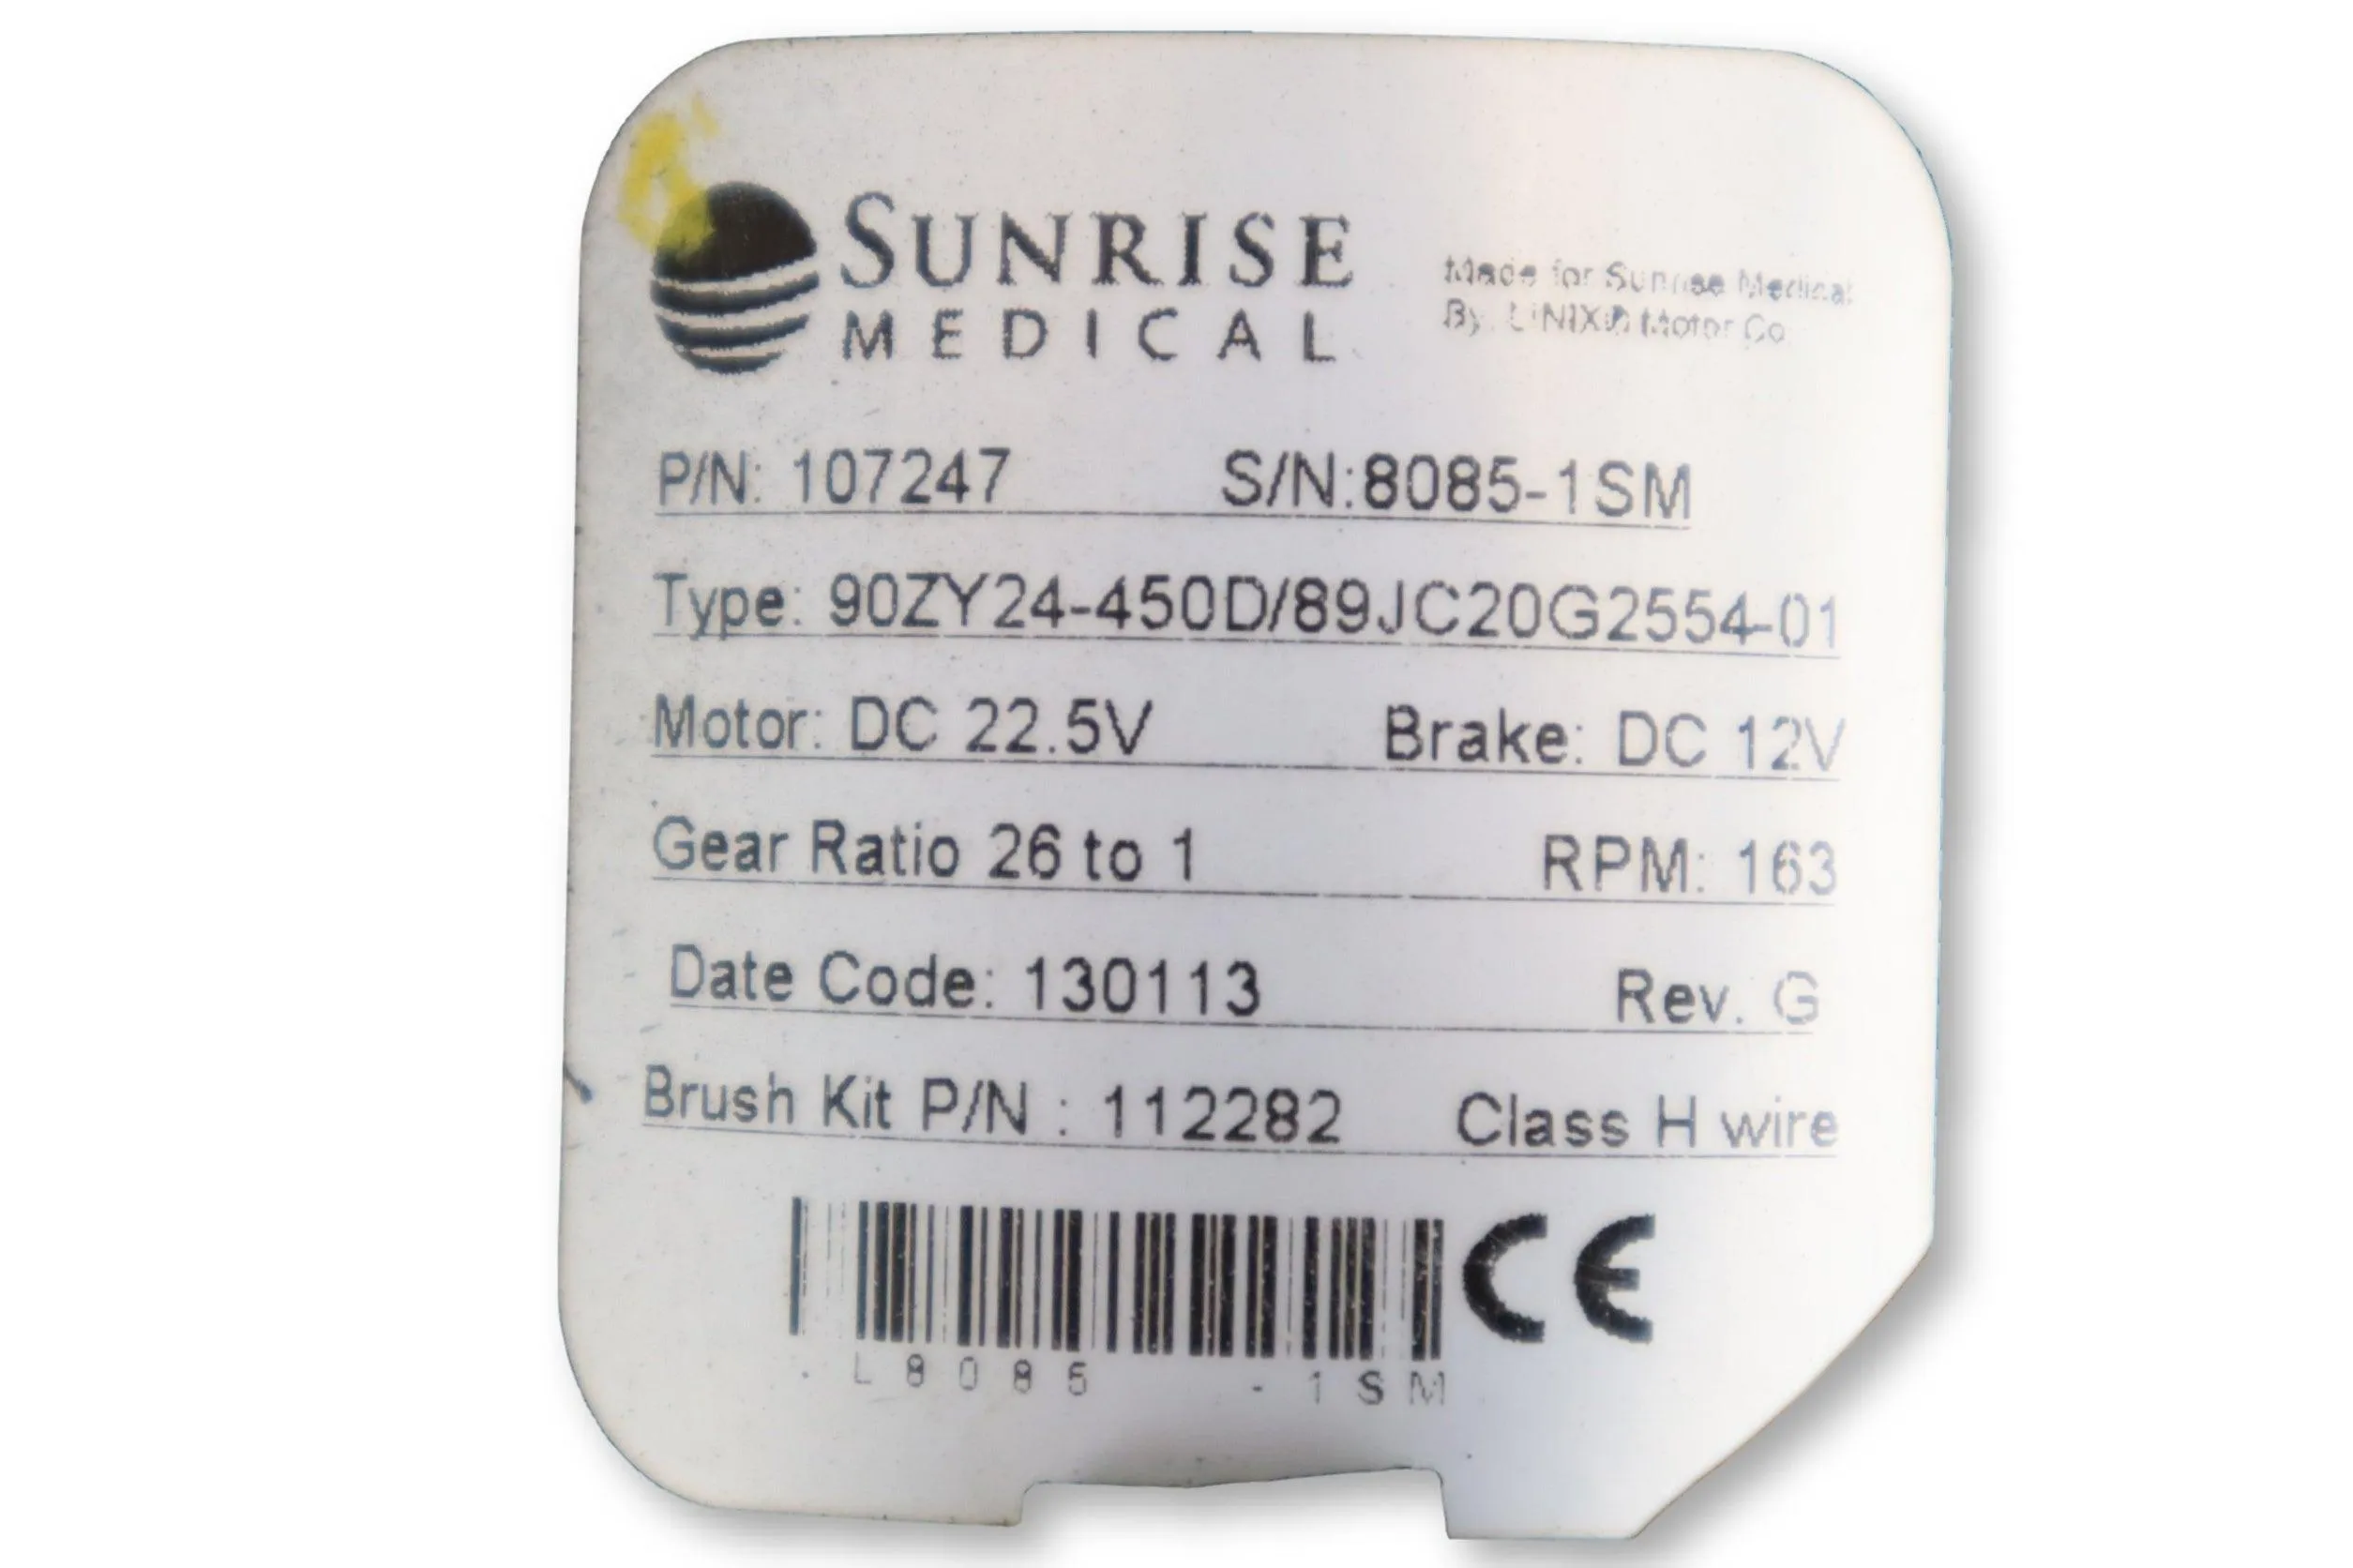 SUNRISE
MEDICAL
Made for Sunrise Medical
By LINIX® Motor Co
P/N: 107247 S/N:8085-1SM
Type: 90ZY24-450D/89JC20G2554-01
Motor: DC 22.5V Brake: DC 12V
Gear Ratio 26 to 1 RPM: 163
Date Code: 130113 Rev. G
Brush Kit P/N : 112282 Class H wire
CE
L8085 -1SM